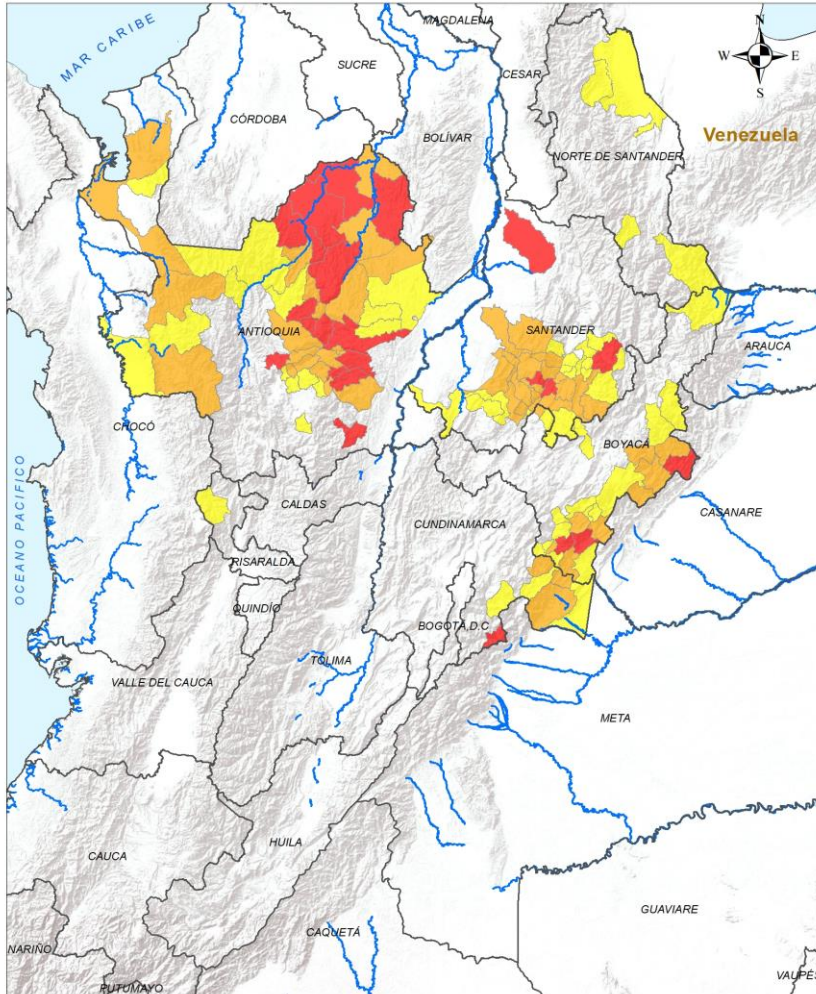 MAGDALENA
N
W E
S
MAR CARIBE
SUCRE
CESAR
CÓRDOBA
BOLÍVAR
Venezuela
NORTE DE SANTANDER
ANTIOQUIA
SANTANDER
ARAUCA
CHOCÓ
BOYACÁ
OCEANO PACIFICO
CALDAS
CASANARE
CUNDINAMARCA
RISARALDA
QUINDÍO
BOGOTÁ,D.C
TOLIMA
VALLE DEL CAUCA
META
HUILA
CAUCA
GUAVIARE
CAQUETÁ
NARIÑO
VAUPÉS
PUTUMAYO